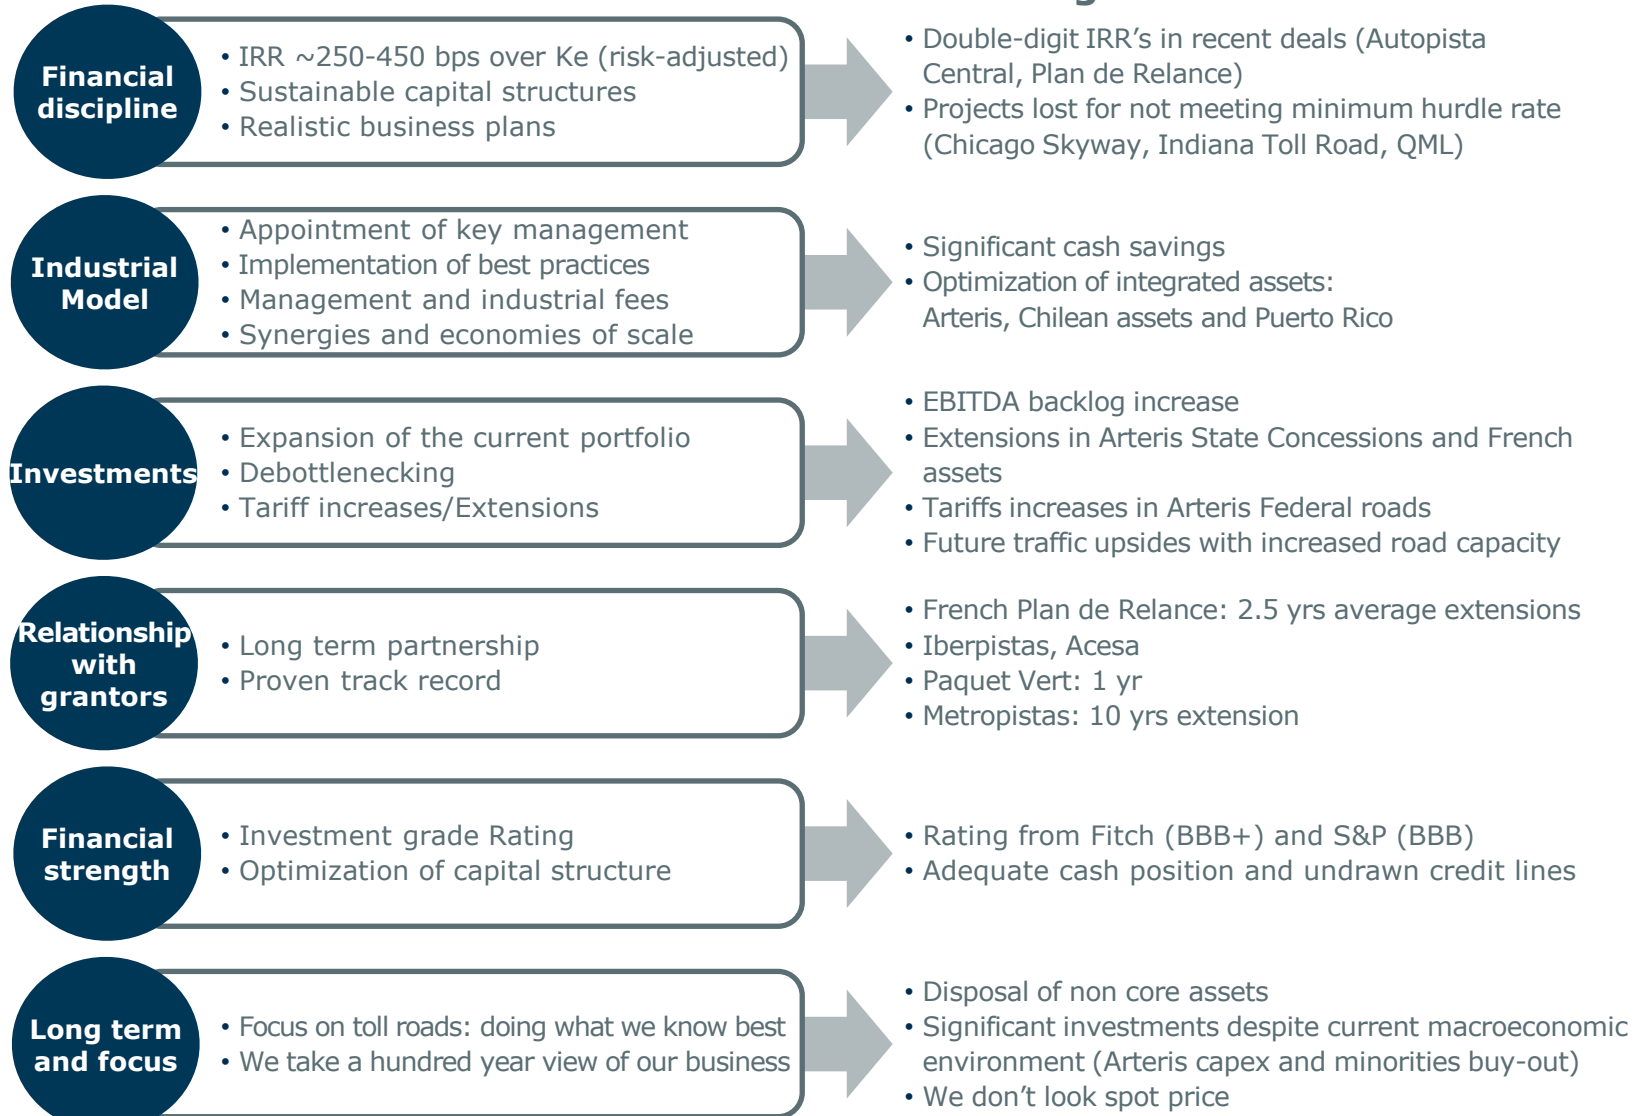 Financial
discipline
• IRR ~250-450 bps over Ke (risk-adjusted)
• Sustainable capital structures
• Realistic business plans
• Double-digit IRR's in recent deals (Autopista
Central, Plan de Relance)
• Projects lost for not meeting minimum hurdle rate
(Chicago Skyway, Indiana Toll Road, QML)
Industrial
Model
• Appointment of key management
• Implementation of best practices
• Management and industrial fees
• Synergies and economies of scale
• Significant cash savings
• Optimization of integrated assets:
Arteris, Chilean assets and Puerto Rico
Investments
• Expansion of the current portfolio
• Debottlenecking
• Tariff increases/Extensions
• EBITDA backlog increase
• Extensions in Arteris State Concessions and French
assets
• Tariffs increases in Arteris Federal roads
• Future traffic upsides with increased road capacity
Relationship
with
grantors
• Long term partnership
• Proven track record
• French Plan de Relance: 2.5 yrs average extensions
• Iberpistas, Acesa
• Paquet Vert: 1 yr
• Metropistas: 10 yrs extension
Financial
strength
• Investment grade Rating
• Optimization of capital structure
• Rating from Fitch (BBB+) and S&P (BBB)
• Adequate cash position and undrawn credit lines
Long term
and focus
• Focus on toll roads: doing what we know best
• We take a hundred year view of our business
• Disposal of non core assets
• Significant investments despite current macroeconomic
environment (Arteris capex and minorities buy-out)
• We don't look spot price